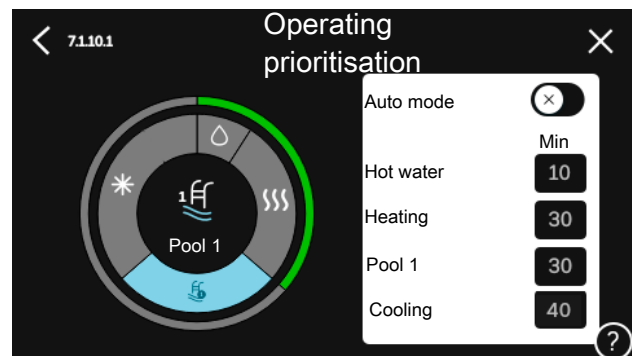 7.1.10.1
Operating
prioritisation
Auto mode
Min
Hot water
10
Heating
30
Pool 1
30
Cooling
40
1
Pool 1
1
?